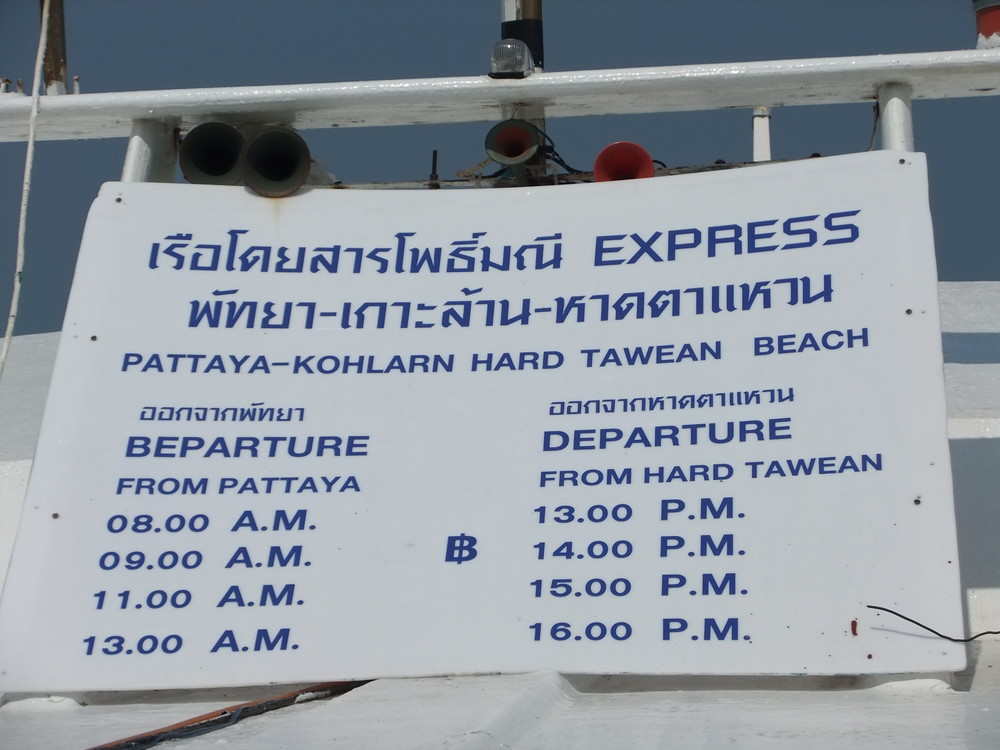 เรือโดยสารโพธิ์มณี EXPRESS
พัทยา-เกาะล้าน-หาดตาแหวน
PATTAYA-KOHLARN HARD TAWEAN BEACH
ออกจากพัทยา
BEPARTURE
FROM PATTAYA
08.00 A.M.
09.00 A.M.
11.00 A.M.
13.00 A.M.
฿
ออกจากหาดตาแหวน
DEPARTURE
FROM HARD TAWEAN
13.00 P.M.
14.00 P.M.
15.00 P.M.
16.00 P.M.